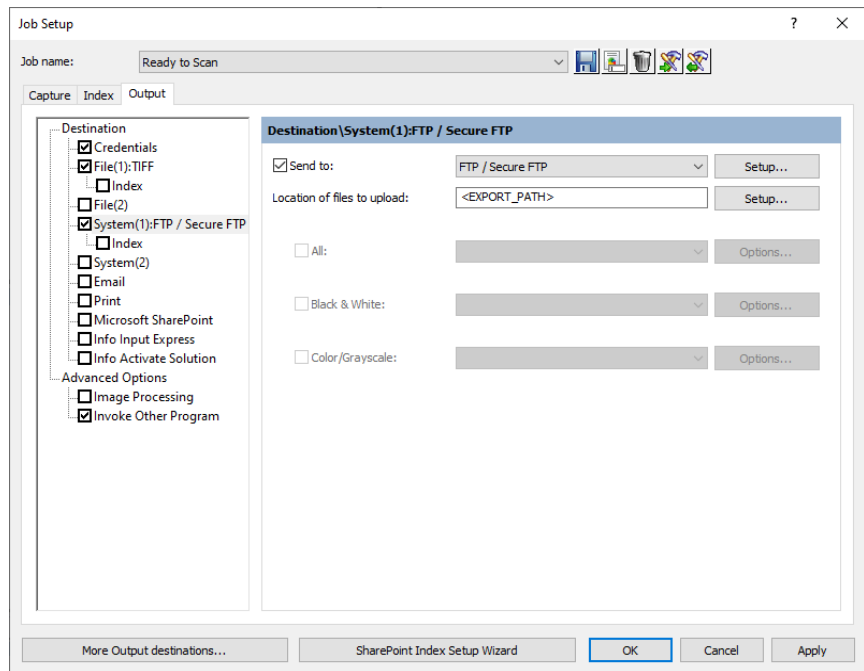 Job Setup
?
Job name:
Ready to Scan
Capture
Index
Output
Destination
Credentials
File(1):TIFF
Index
File(2)
System(1):FTP / Secure FTP
Index
System(2)
Email
Print
Microsoft SharePoint
Info Input Express
Info Activate Solution
Advanced Options
Image Processing
Invoke Other Program
Destination\System(1):FTP / Secure FTP
Send to:
FTP / Secure FTP
Setup...
Location of files to upload:
<EXPORT_PATH>
Setup...
All:
Options...
Black & White:
Options...
Color/Grayscale:
Options...
More Output destinations...
SharePoint Index Setup Wizard
OK
Cancel
Apply